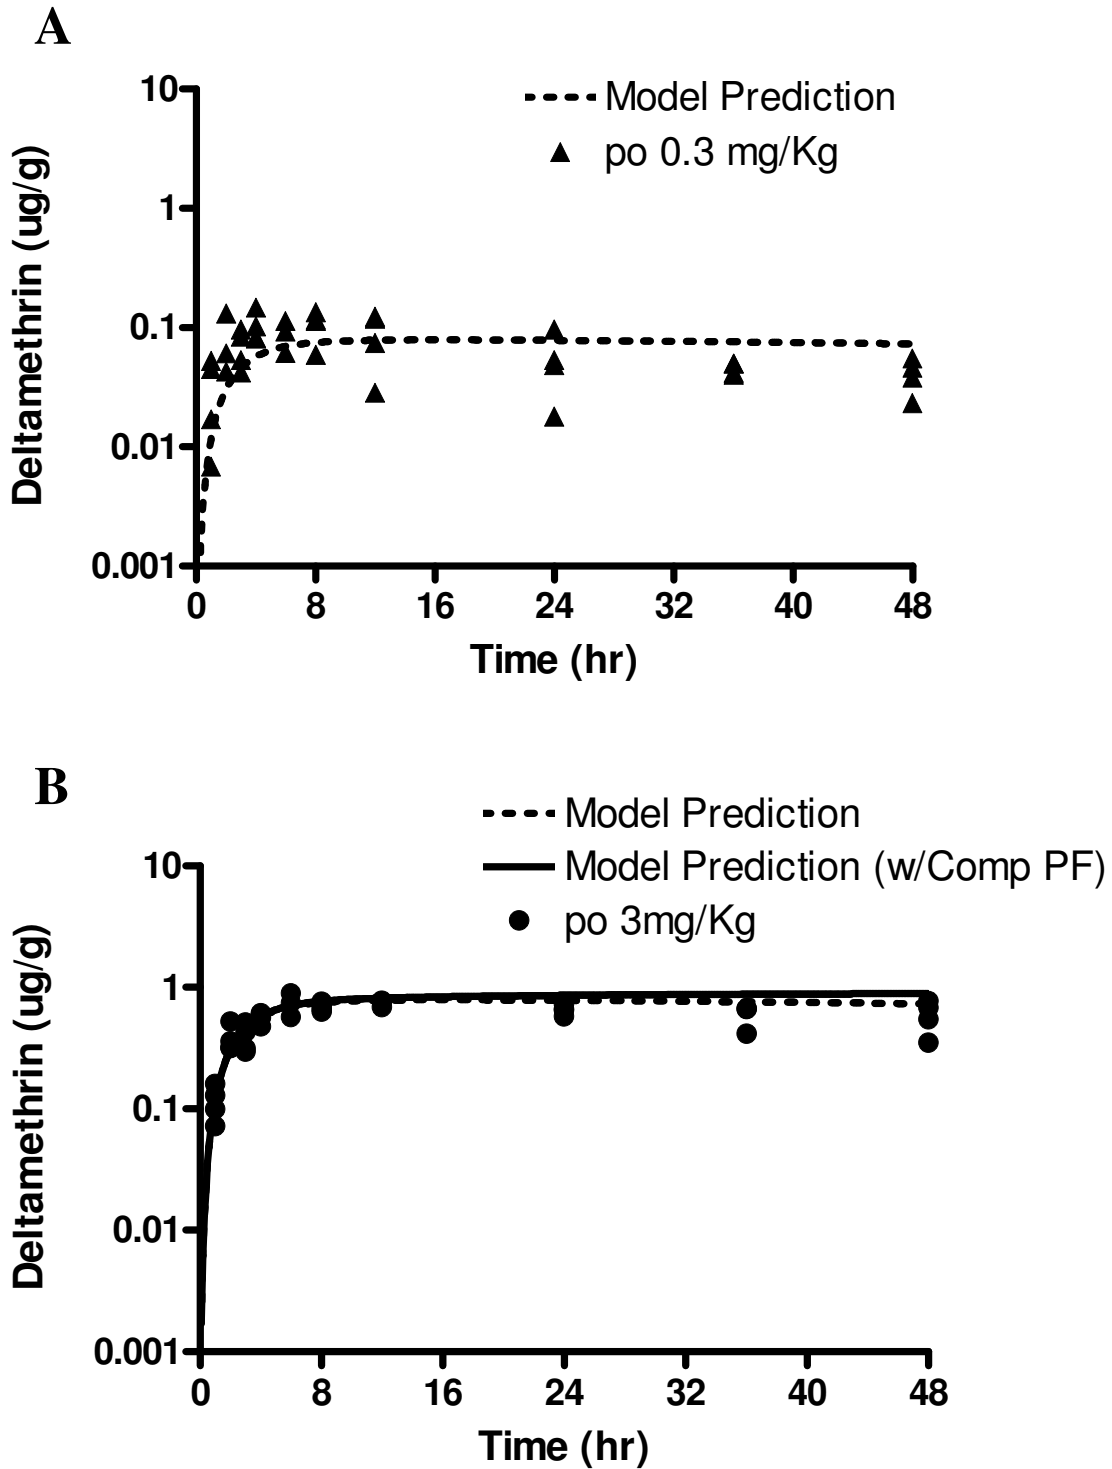 A
Model Prediction
po 0.3 mg/Kg
Deltamethrin (ug/g)
10
1
0.1
0.01
0.001
0 8 16 24 32 40 48
Time (hr)
B
Model Prediction
Model Prediction (w/Comp PF)
po 3mg/Kg
Deltamethrin (ug/g)
10
1
0.1
0.01
0.001
0 8 16 24 32 40 48
Time (hr)